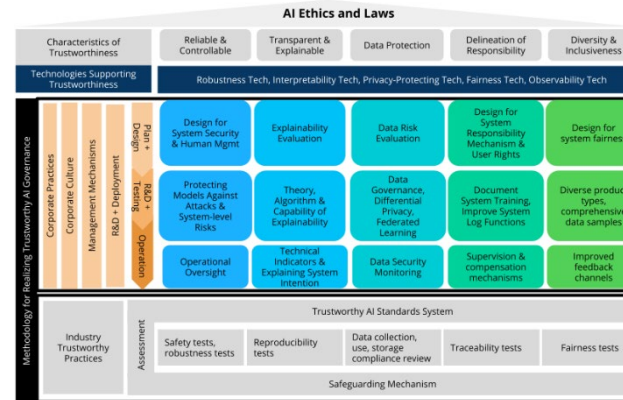 AI Ethics and Laws
Characteristics of
Trustworthiness
Reliable &
Controllable
Transparent &
Explainable
Data Protection
Delineation of
Responsibility
Diversity &
Inclusiveness
Technologies Supporting
Trustworthiness
Robustness Tech, Interpretability Tech, Privacy-Protecting Tech, Fairness Tech, Observability Tech
Methodology for Realizing Trustworthy AI Governance
Corporate Practices
Corporate Culture
Management Mechanisms
R&D + Deployment
Plan +
Design
Design for
System Security
& Human Mgmt
Explainability
Evaluation
Data Risk
Evaluation
Design for
System
Responsibility
Mechanism &
User Rights
Design for
system fairness
R&D +
Testing
Protecting
Models Against
Attacks &
System-level
Risks
Theory,
Algorithm &
Capability of
Explainability
Data
Governance,
Differential
Privacy,
Federated
Learning
Document
System Training,
Improve System
Log Functions
Diverse product
types,
comprehensive
data samples
Operation
Operational
Oversight
Technical
Indicators &
Explaining System
Intention
Data Security
Monitoring
Supervision &
compensation
mechanisms
Improved
feedback
channels
Industry
Trustworthy
Practices
Assessment
Trustworthy AI Standards System
Safety tests,
robustness tests
Reproducibility
tests
Data collection,
use, storage
compliance review
Traceability tests
Fairness tests
Safeguarding Mechanism